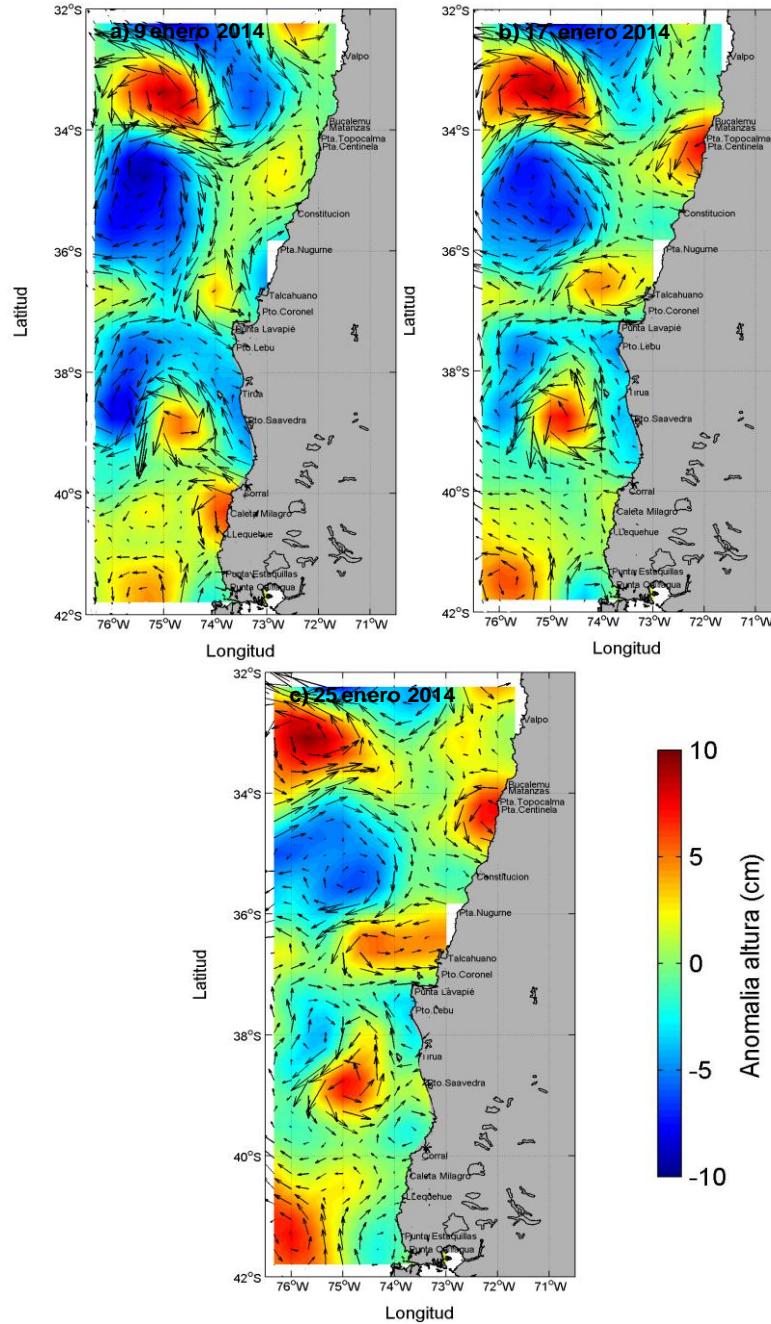 a) 9 enero 2014
32°S
34°S
36°S
38°S
40°S
42°S
Latitud
Valpo
Bucalemu
Matanzas
Pta.Topocalma
Pta.Centinela
Constitucion
Pta.Nugurne
Talcahuano
Pto.Coronel
Punta Lavapié
Pto.Lebu
Tirua
Pto.Saavedra
Corral
Caleta Milagro
LLequehue
Punta Estaquillas
76°W 75°W 74°W 73°W 72°W 71°W
Longitud
b) 17 enero 2014
32°S
34°S
36°S
38°S
40°S
42°S
Latitud
Valpo
Bucalemu
Matanzas
Pta.Topocalma
Pta.Centinela
Constitucion
Pta.Nugurne
Talcahuano
Pto.Coronel
Punta Lavapié
Pto.Lebu
Tirua
Pto.Saavedra
Corral
Caleta Milagro
LLequehue
Punta Estaquillas
76°W 75°W 74°W 73°W 72°W 71°W
Longitud
c) 25 enero 2014
32°S
34°S
36°S
38°S
40°S
42°S
Latitud
Valpo
Bucalemu
Matanzas
Pta.Topocalma
Pta.Centinela
Constitucion
Pta.Nugurne
Talcahuano
Pto.Coronel
Punta Lavapié
Pto.Lebu
Tirua
Pto.Saavedra
Corral
Caleta Milagro
LLequehue
Punta Estaquillas
76°W 75°W 74°W 73°W 72°W 71°W
Longitud
10
5
0
-5
-10
Anomalia altura (cm)